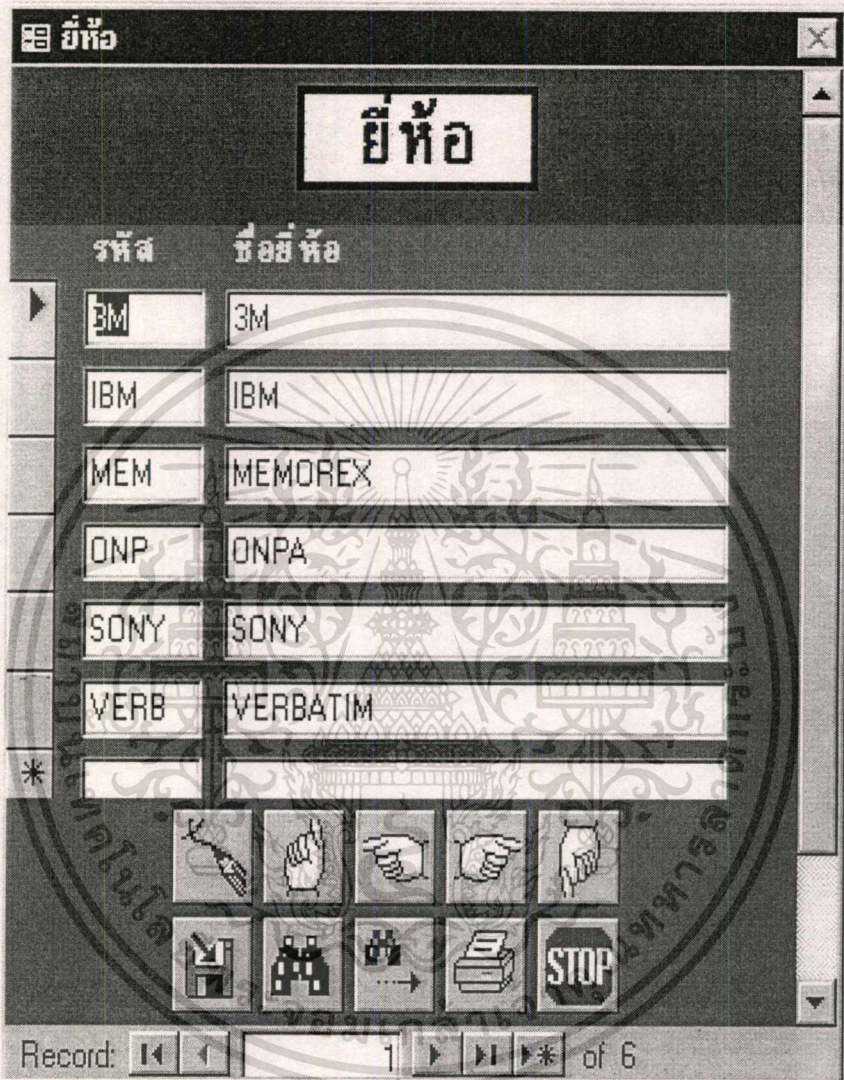 ยี่ห้อ
ยี่ห้อ
รหัส ชื่อยี่ห้อ
3M 3M
IBM IBM
MEM MEMOREX
ONP ONPA
SONY SONY
VERB VERBATIM
STOP
Record: 1 of 6